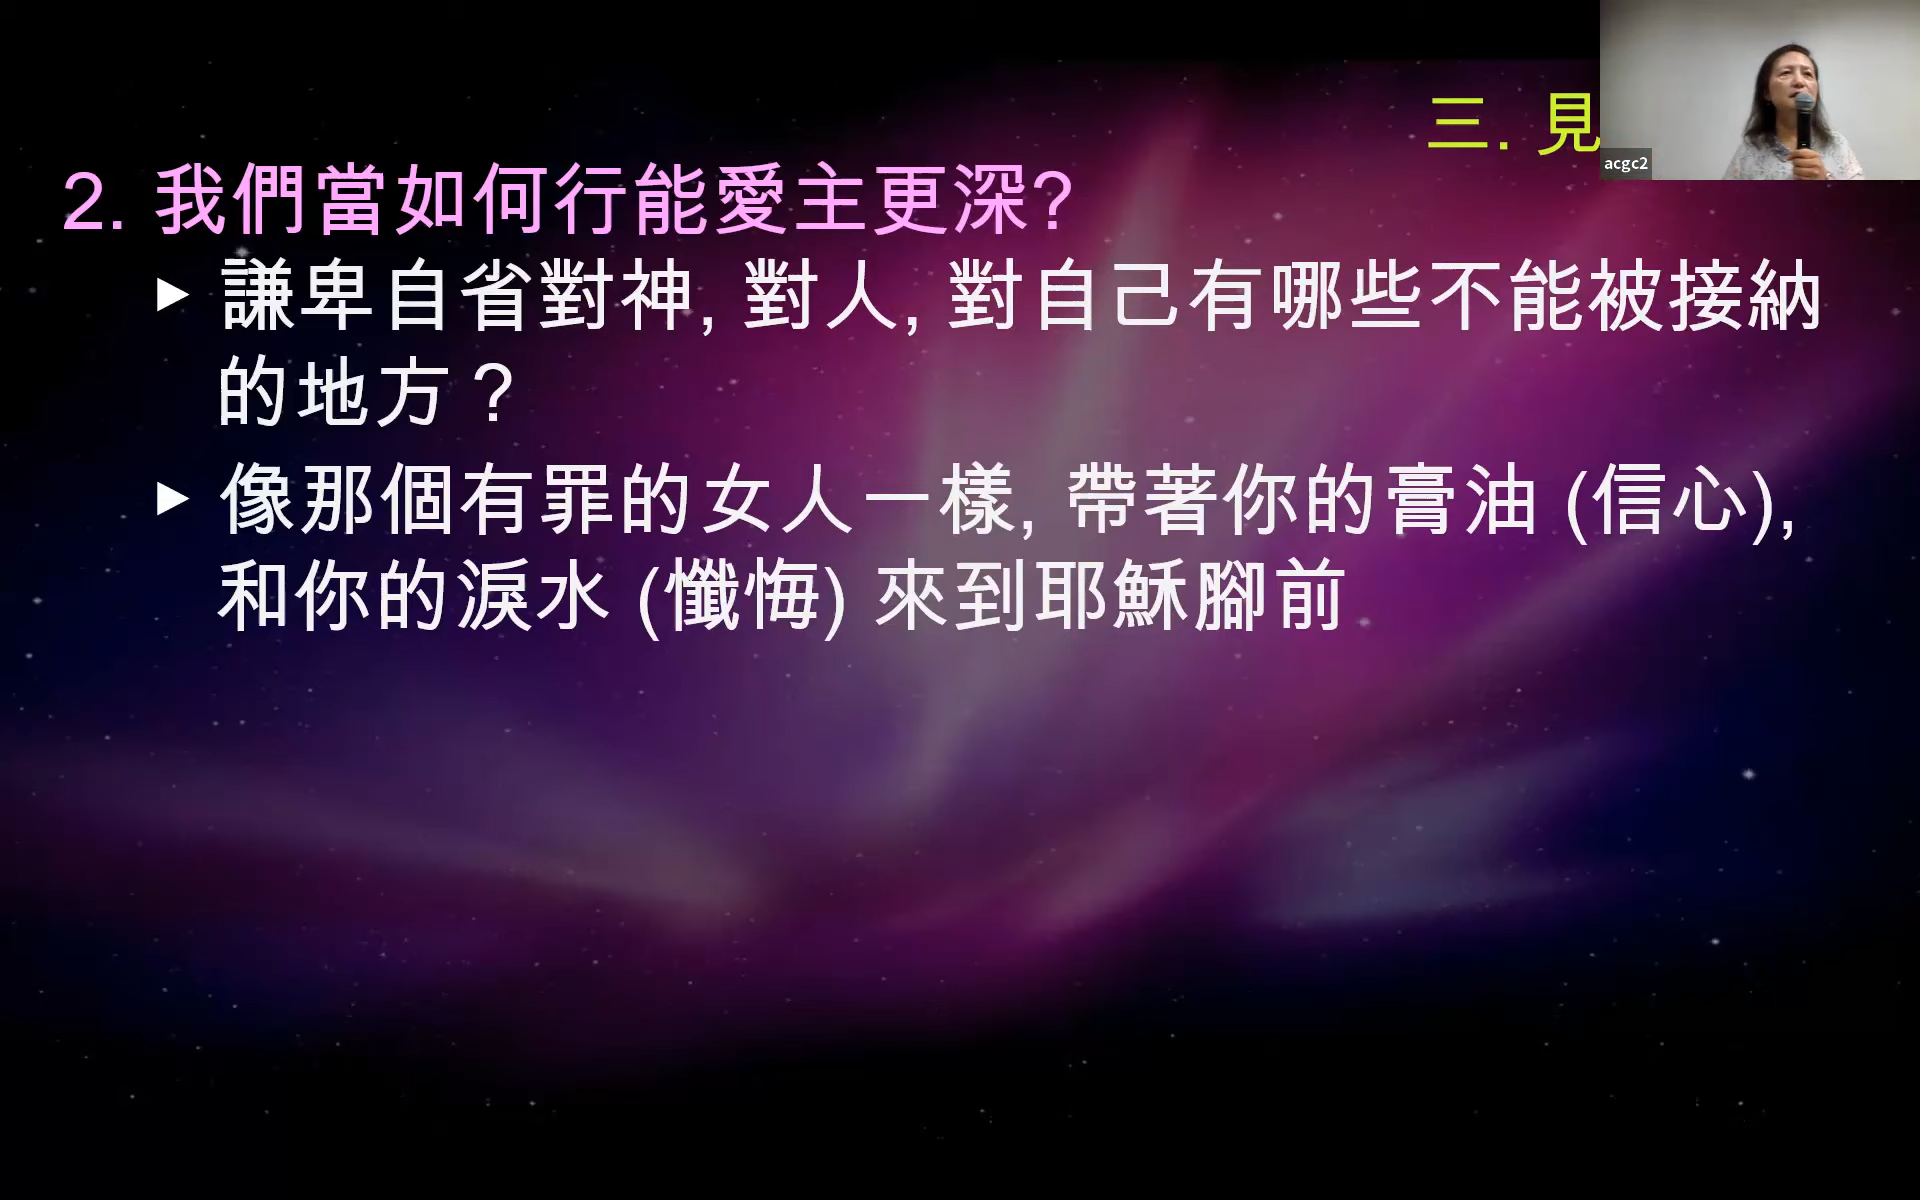 三. 見
acgc2
2. 我們當如何行能愛主更深?
▶ 謙卑自省對神, 對人, 對自己有哪些不能被接納
的地方？
▶ 像那個有罪的女人一樣, 帶著你的膏油 (信心),
和你的淚水 (懺悔) 來到耶穌腳前